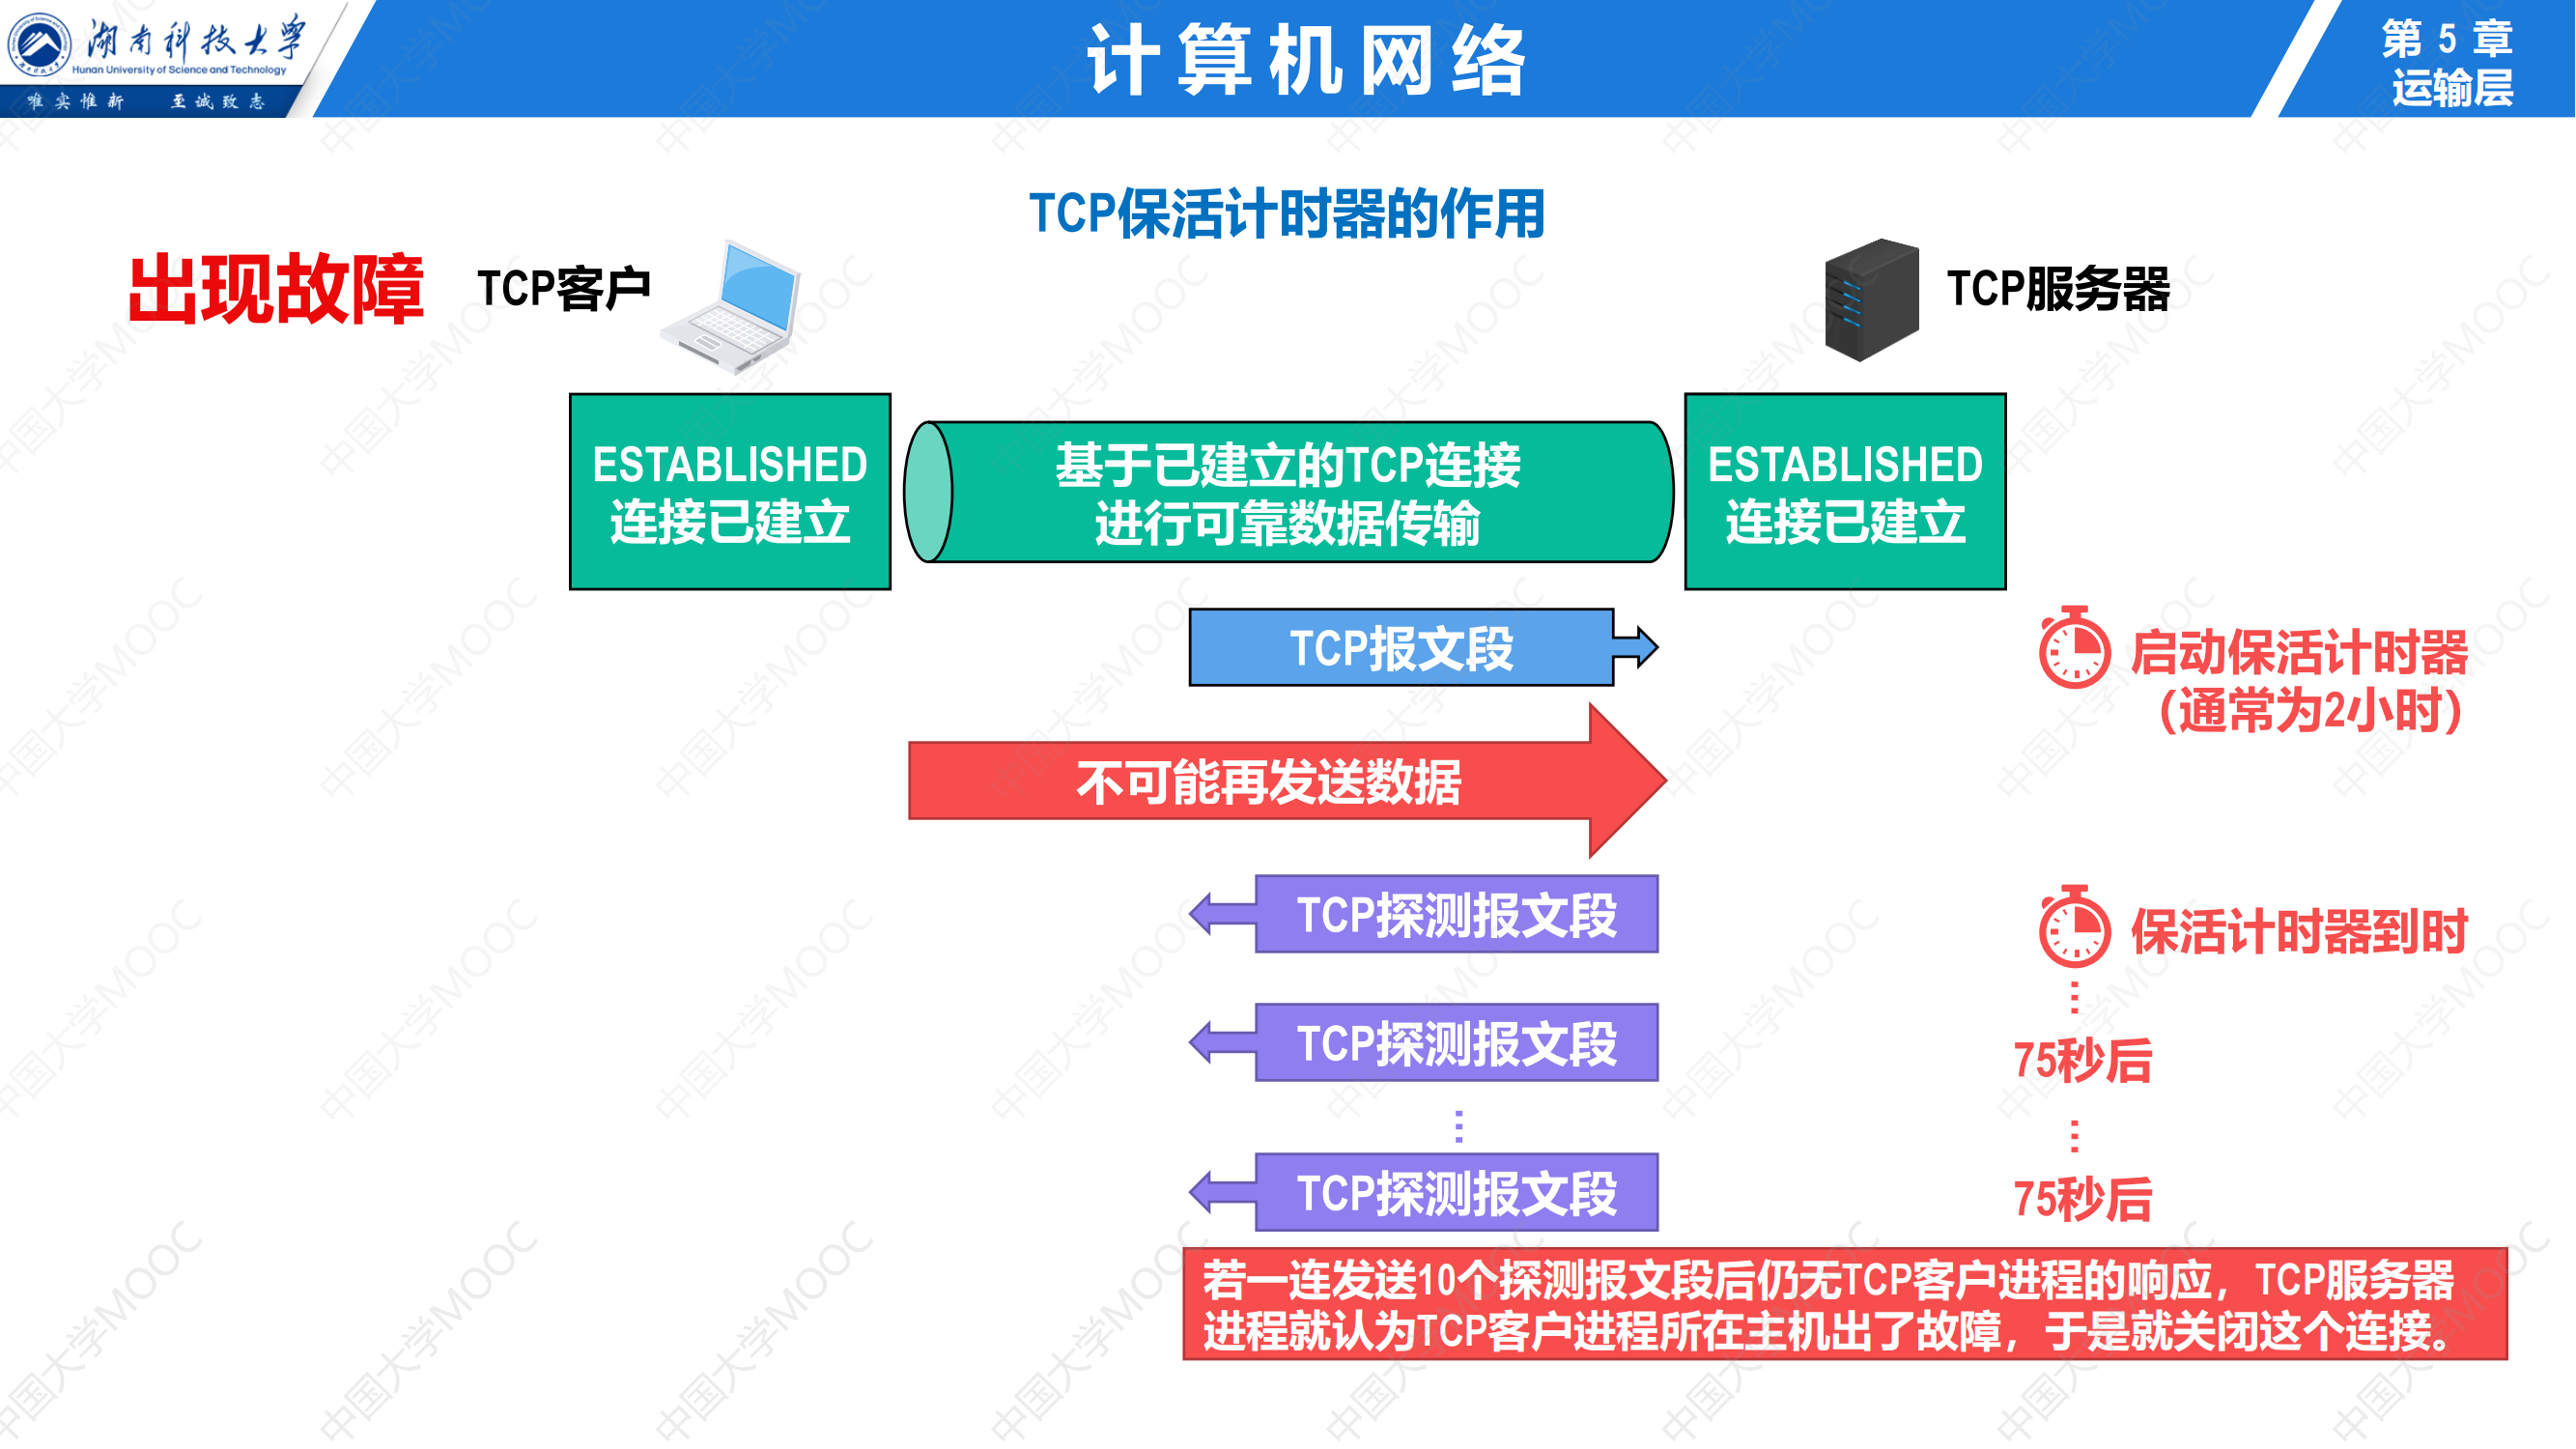 湖南科技大学
Hunan University of Science and Technology
唯实惟新 至诚致志
计算机网络
第 5 章
运输层
TCP保活计时器的作用
出现故障
TCP客户
TCP服务器
ESTABLISHED
连接已建立
基于已建立的TCP连接
进行可靠数据传输
ESTABLISHED
连接已建立
TCP报文段
启动保活计时器
（通常为2小时）
不可能再发送数据
TCP探测报文段
保活计时器到时
...
TCP探测报文段
75秒后
...
...
TCP探测报文段
75秒后
若一连发送10个探测报文段后仍无TCP客户进程的响应，TCP服务器
进程就认为TCP客户进程所在主机出了故障，于是就关闭这个连接。
中国大学MOOC